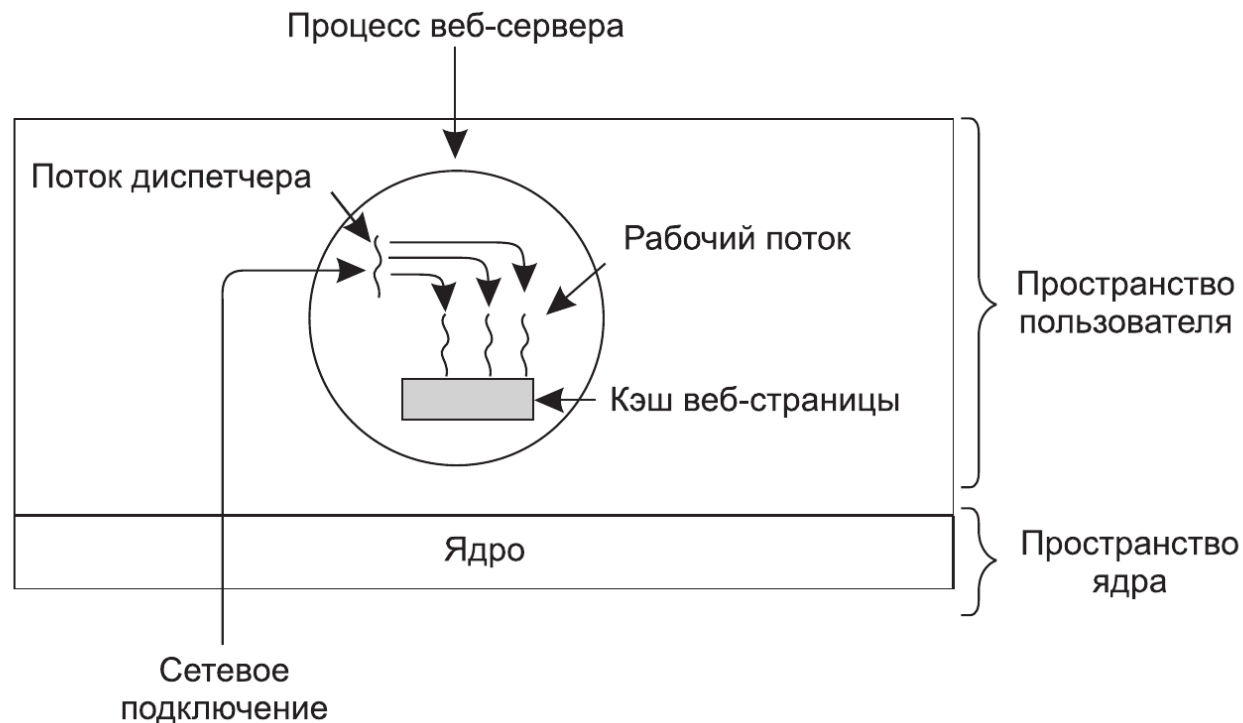 Процесс веб-сервера
Поток диспетчера
Рабочий поток
Пространство
пользователя
Кэш веб-страницы
Ядро
Пространство
ядра
Сетевое
подключение